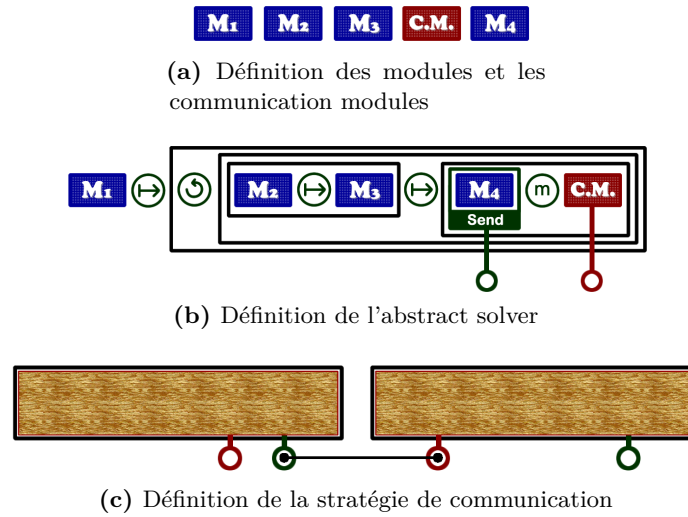 M1 M2 M3 C.M. M4
(a) Définition des modules et les
communication modules
M1 M2 M3 M4 m C.M.
Send
(b) Définition de l'abstract solver
(c) Définition de la stratégie de communication